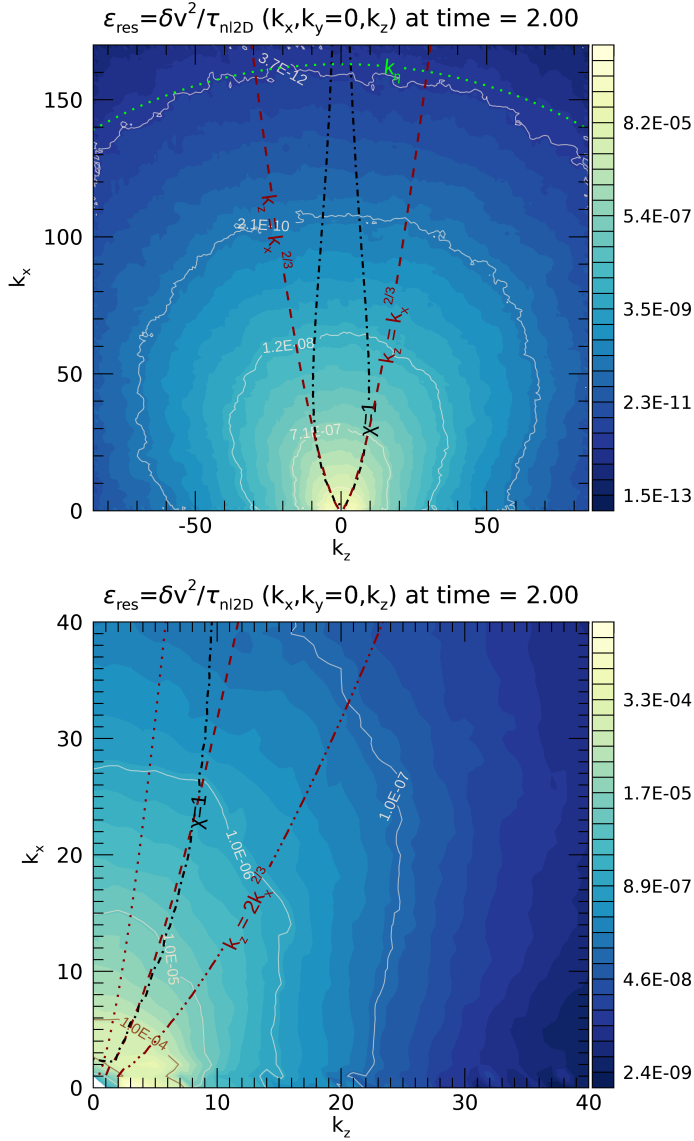 ε_res=δv²/τ_nl2D (k_x,k_y=0,k_z) at time = 2.00
3.7E-12
k_η
150
8.2E-05
5.4E-07
3.5E-09
2.3E-11
1.5E-13
k_z = k_x^2/3
k_z = k_x^2/3
2.1E-10
100
k_x
1.2E-08
50
χ=1
7.1E-07
0
-50
0
50
k_z
ε_res=δv²/τ_nl2D (k_x,k_y=0,k_z) at time = 2.00
40
3.3E-04
30
1.7E-05
1.0E-07
χ=1
k_x
20
1.0E-06
8.9E-07
k_z = 2k_x^2/3
10
1.0E-05
4.6E-08
1.0E-04
2.4E-09
0
0
10
20
30
40
k_z